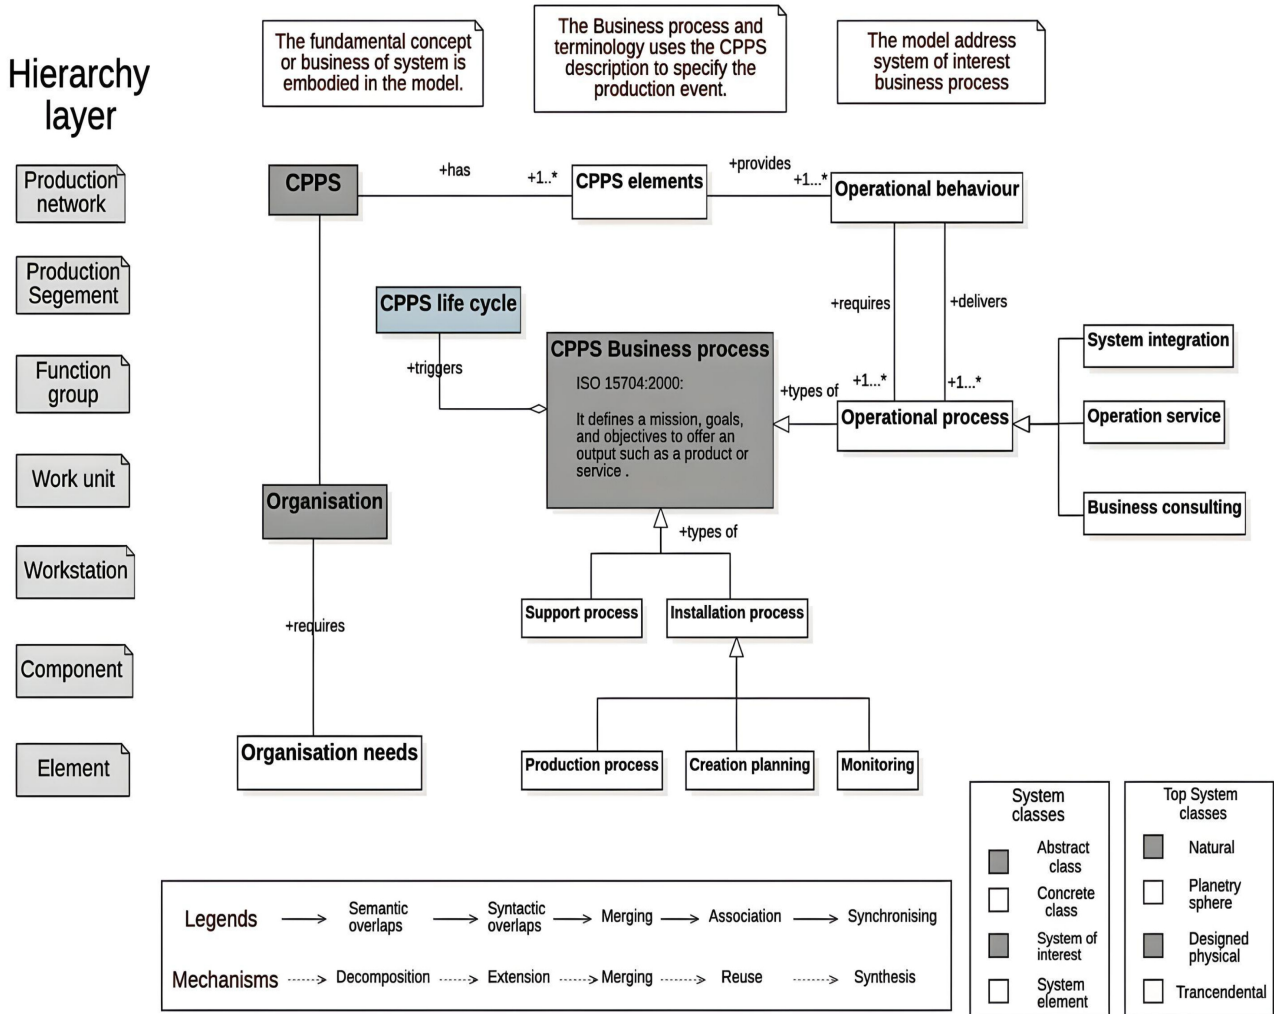 Hierarchy
layer
The fundamental concept
or business of system is
embodied in the model.
The Business process and
terminology uses the CPPS
description to specify the
production event.
The model address
system of interest
business process
Production
network
Production
Segement
Function
group
Work unit
Workstation
Component
Element
CPPS
+has
+1..*
CPPS elements
+provides
+1...*
Operational behaviour
CPPS life cycle
+triggers
CPPS Business process
ISO 15704:2000:
It defines a mission, goals,
and objectives to offer an
output such as a product or
service .
+requires
+delivers
+1...*
+1...*
+types of
Operational process
System integration
Operation service
Business consulting
Organisation
+requires
Organisation needs
+types of
Support process
Installation process
Production process
Creation planning
Monitoring
System
classes
Abstract
class
Concrete
class
System of
interest
System
element
Top System
classes
Natural
Planetry
sphere
Designed
physical
Trancendental
Legends
Semantic
overlaps
Syntactic
overlaps
Merging
Association
Synchronising
Mechanisms
Decomposition
Extension
Merging
Reuse
Synthesis